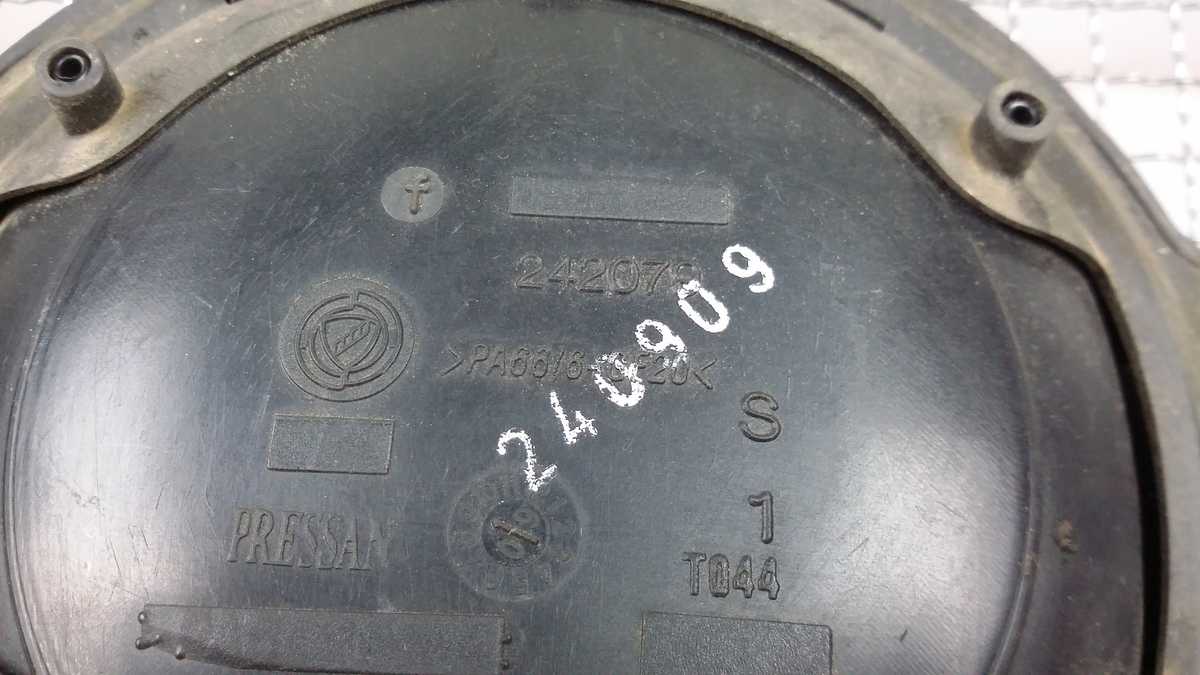 f
242079
>PA66/6-GF20<
240909
S
PRESSAN
1
T044